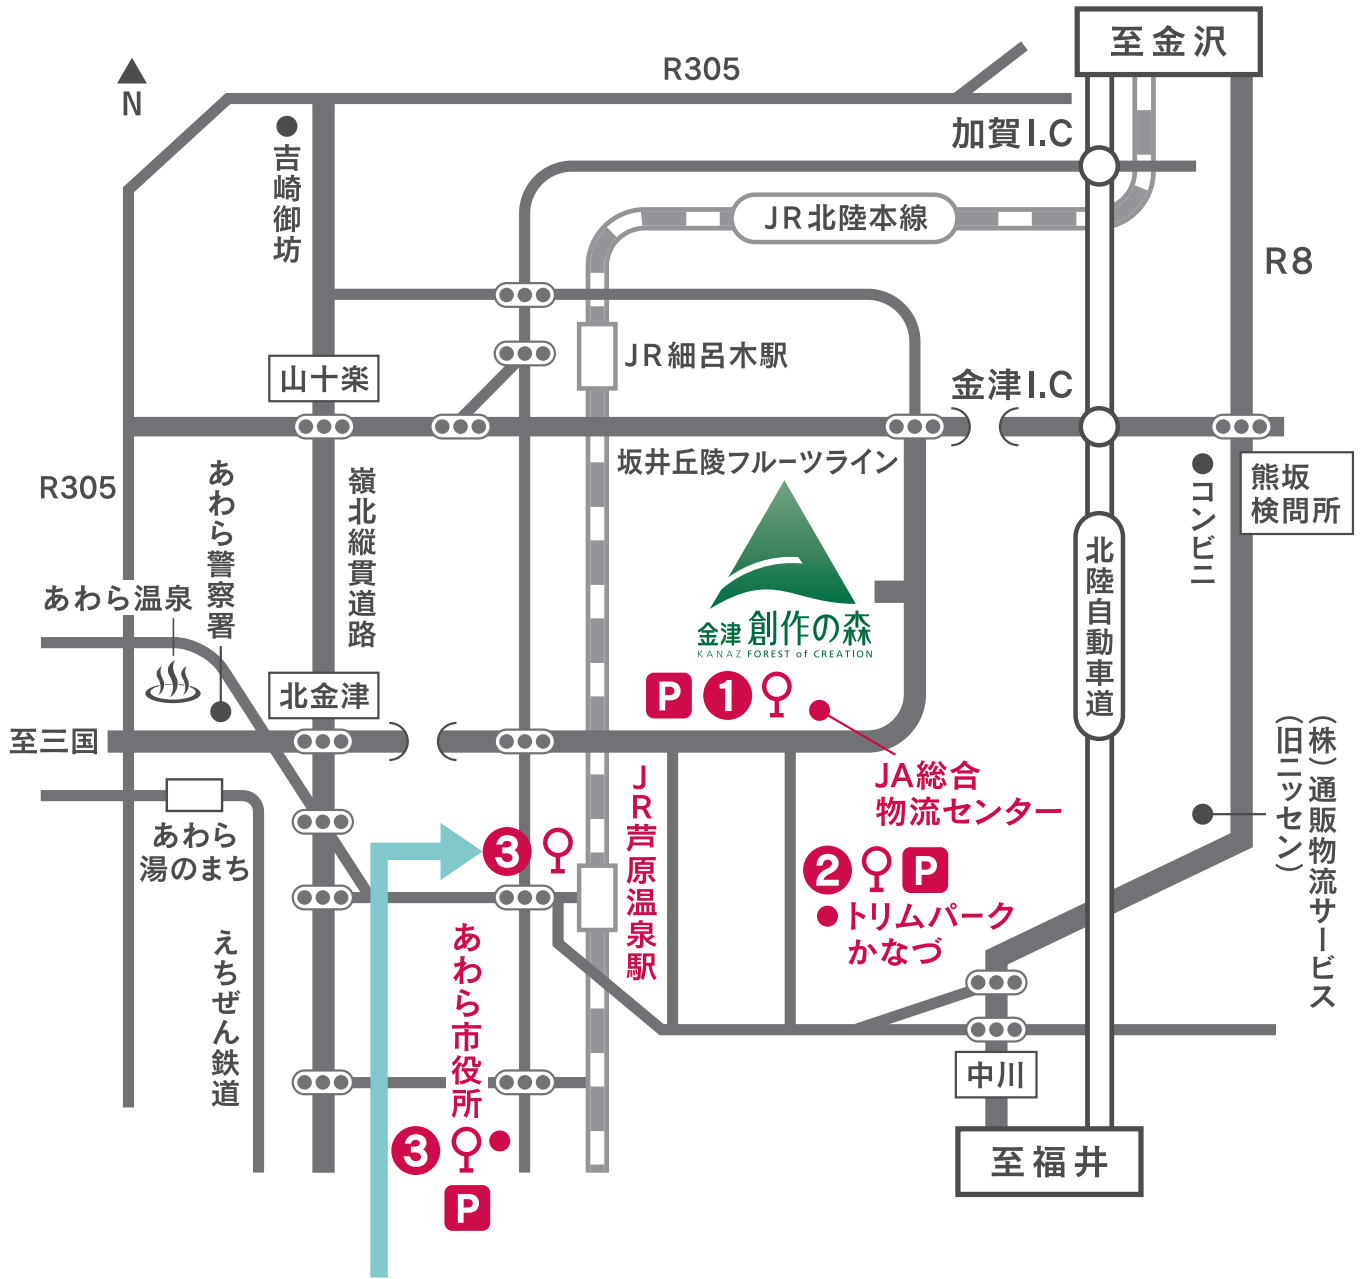 至金沢
R305
N
加賀I.C
吉崎御坊
JR北陸本線
R8
JR細呂木駅
山十楽
金津I.C
坂井丘陵フルーツライン
R305
あわら警察署
嶺北縦貫道路
コンビニ
熊坂
検問所
北陸自動車道
あわら温泉
金津 創作の森
KANAZ FOREST of CREATION
北金津
P 1
至三国
JA総合
物流センター
(株)通販物流サービス
(旧ニッセン)
JR芦原温泉駅
あわら
湯のまち
3
2 P
トリムパーク
かなづ
えちぜん鉄道
あわら市役所
中川
3
P
至福井